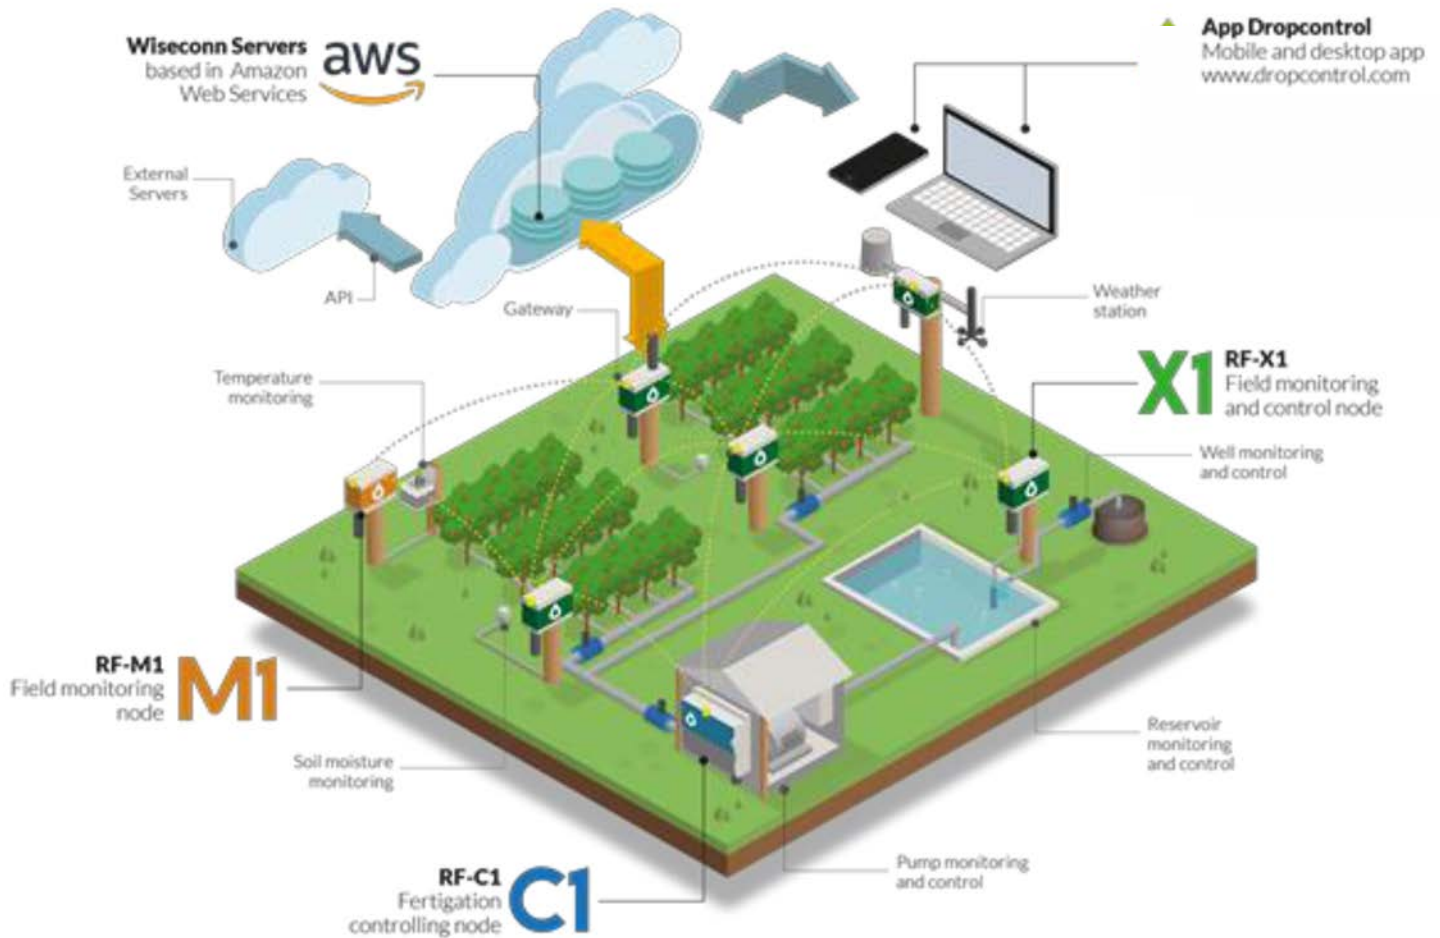 Wiseconn Servers
based in Amazon
Web Services
aws
App Dropcontrol
Mobile and desktop app
www.dropcontrol.com
External
Servers
API
Gateway
Weather
station
Temperature
monitoring
X1
RF-X1
Field monitoring
and control node
Well monitoring
and control
RF-M1
Field monitoring
node
M1
Soil moisture
monitoring
Reservoir
monitoring
and control
Pump monitoring
and control
RF-C1
Fertigation
controlling node
C1